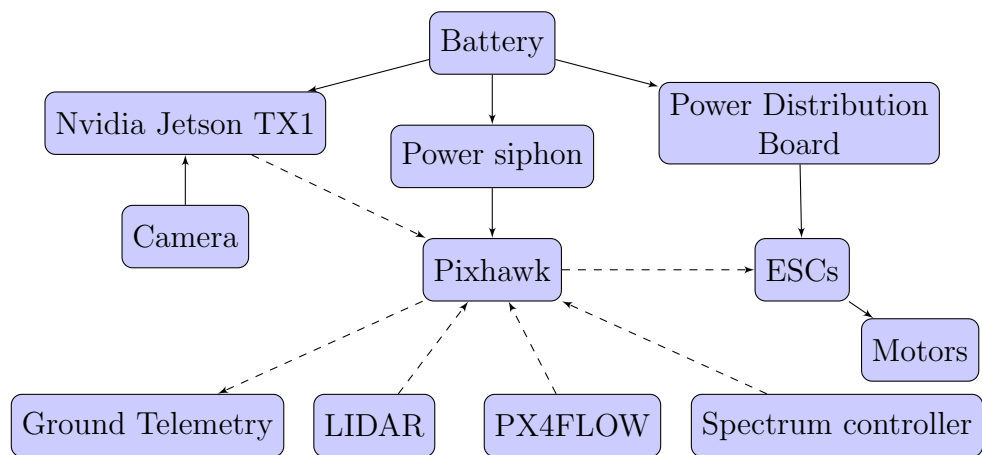 Battery
Nvidia Jetson TX1
Power siphon
Power Distribution
Board
Camera
Pixhawk
ESCs
Motors
Ground Telemetry
LIDAR
PX4FLOW
Spectrum controller